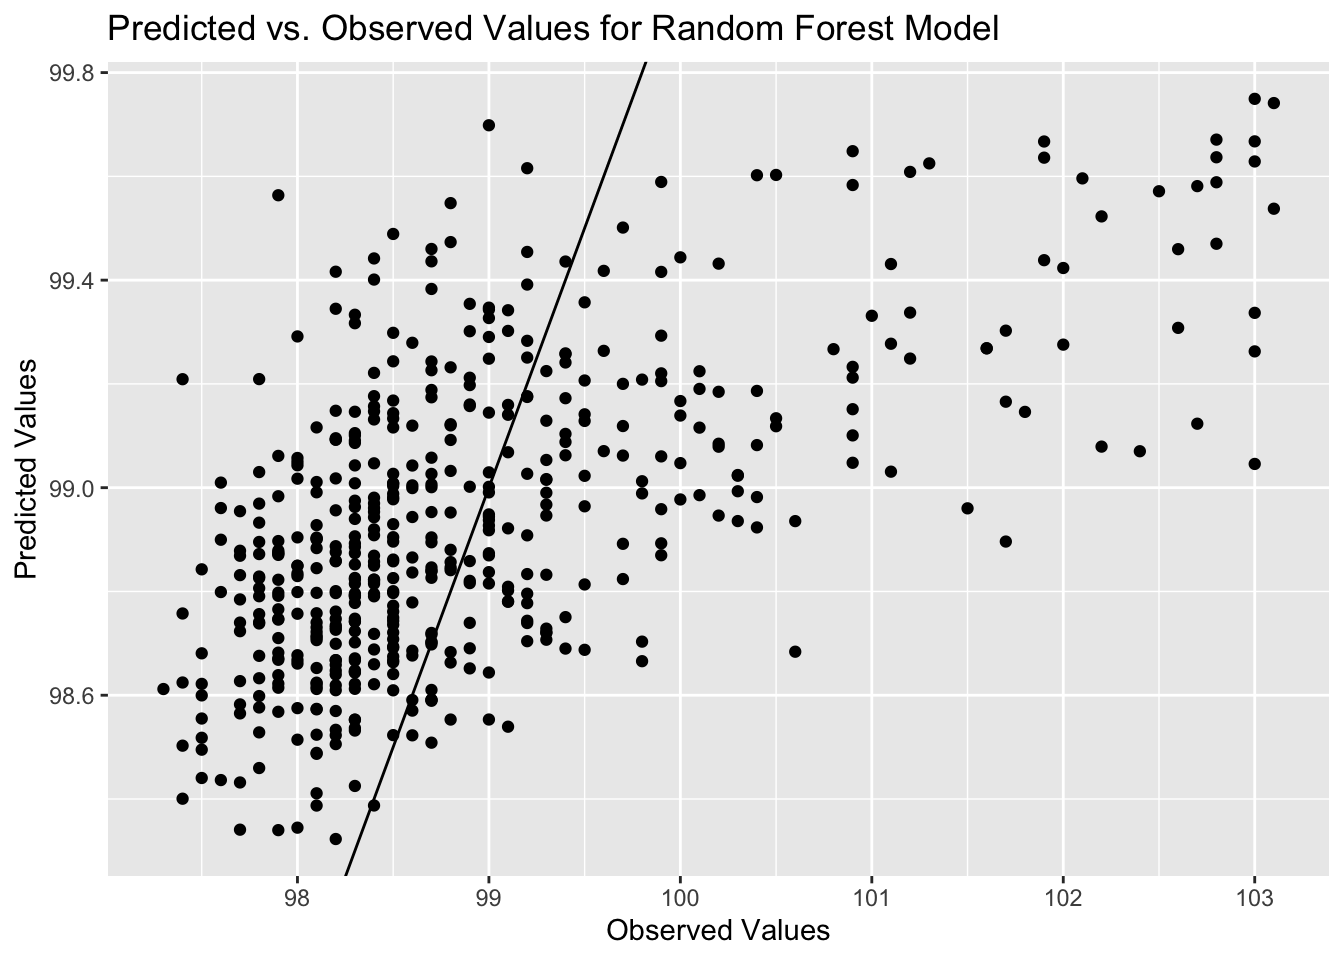 Predicted vs. Observed Values for Random Forest Model
99.8
99.4
99.0
98.6
Predicted Values
98 99 100 101 102 103
Observed Values